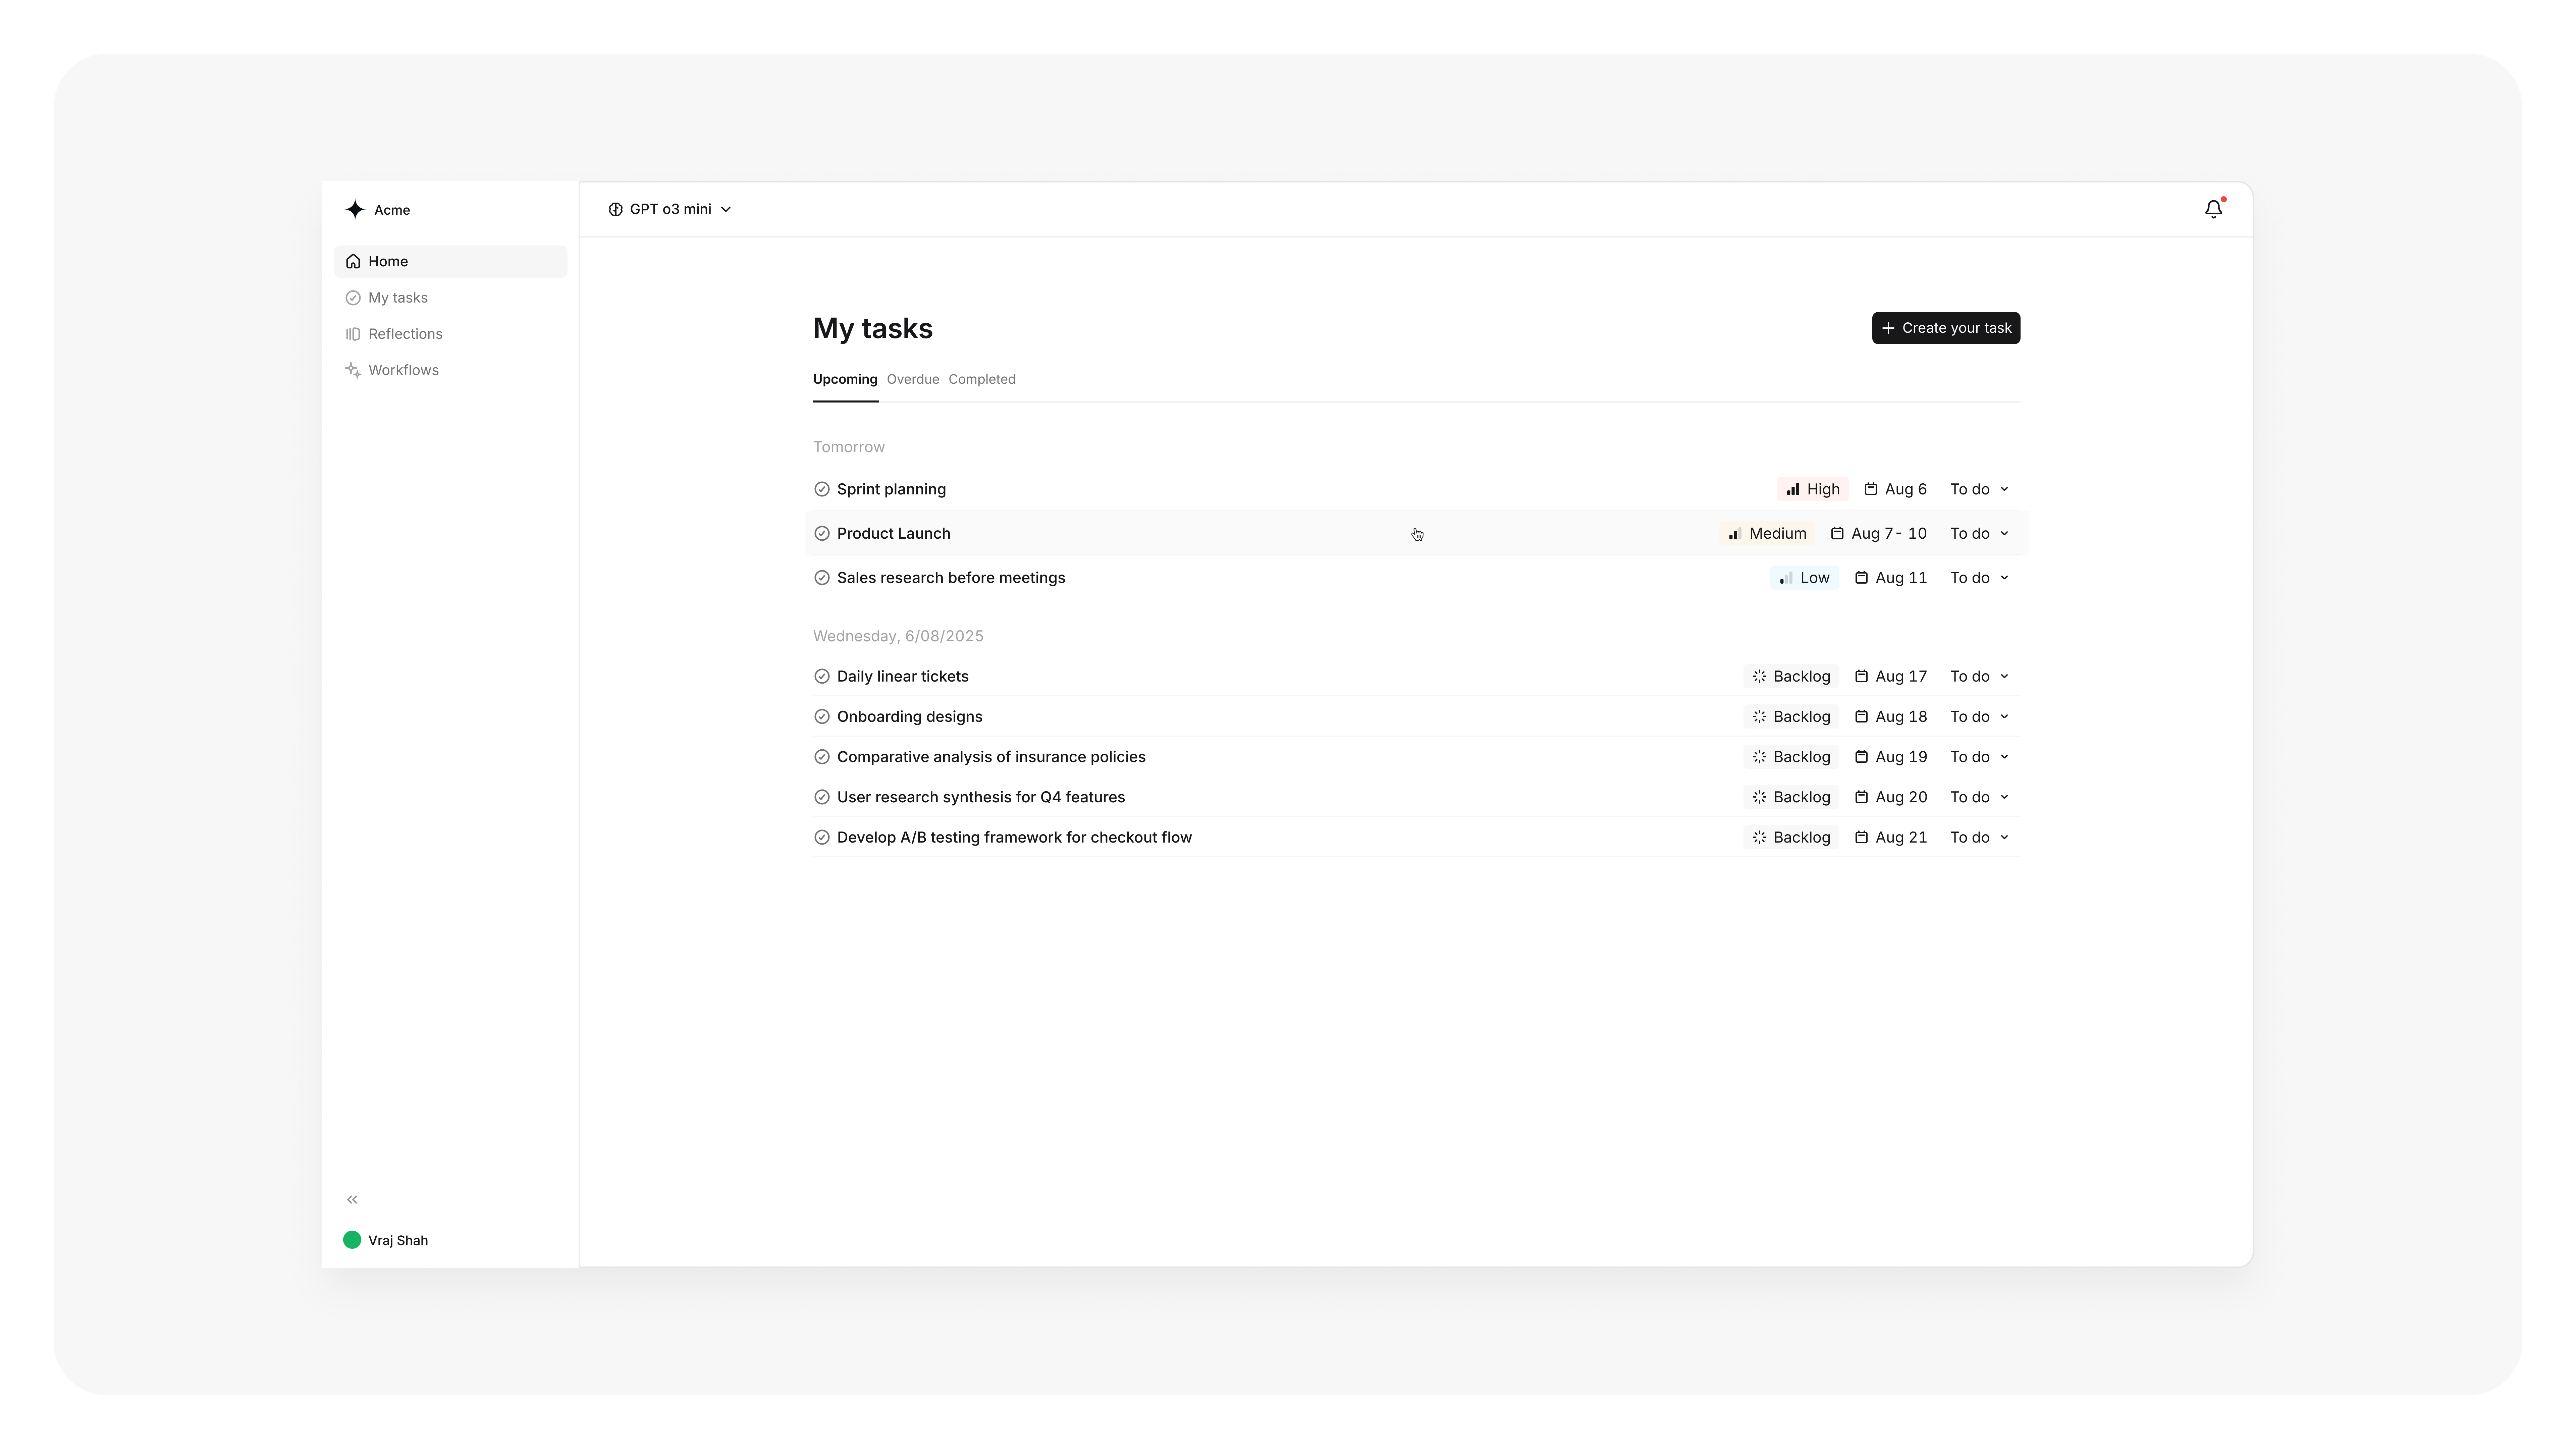 Acme
GPT o3 mini
Home
My tasks
Reflections
Workflows
My tasks
Create your task
Upcoming Overdue Completed
Tomorrow
Sprint planning High Aug 6 To do
Product Launch Medium Aug 7 - 10 To do
Sales research before meetings Low Aug 11 To do
Wednesday, 6/08/2025
Daily linear tickets Backlog Aug 17 To do
Onboarding designs Backlog Aug 18 To do
Comparative analysis of insurance policies Backlog Aug 19 To do
User research synthesis for Q4 features Backlog Aug 20 To do
Develop A/B testing framework for checkout flow Backlog Aug 21 To do
Vraj Shah